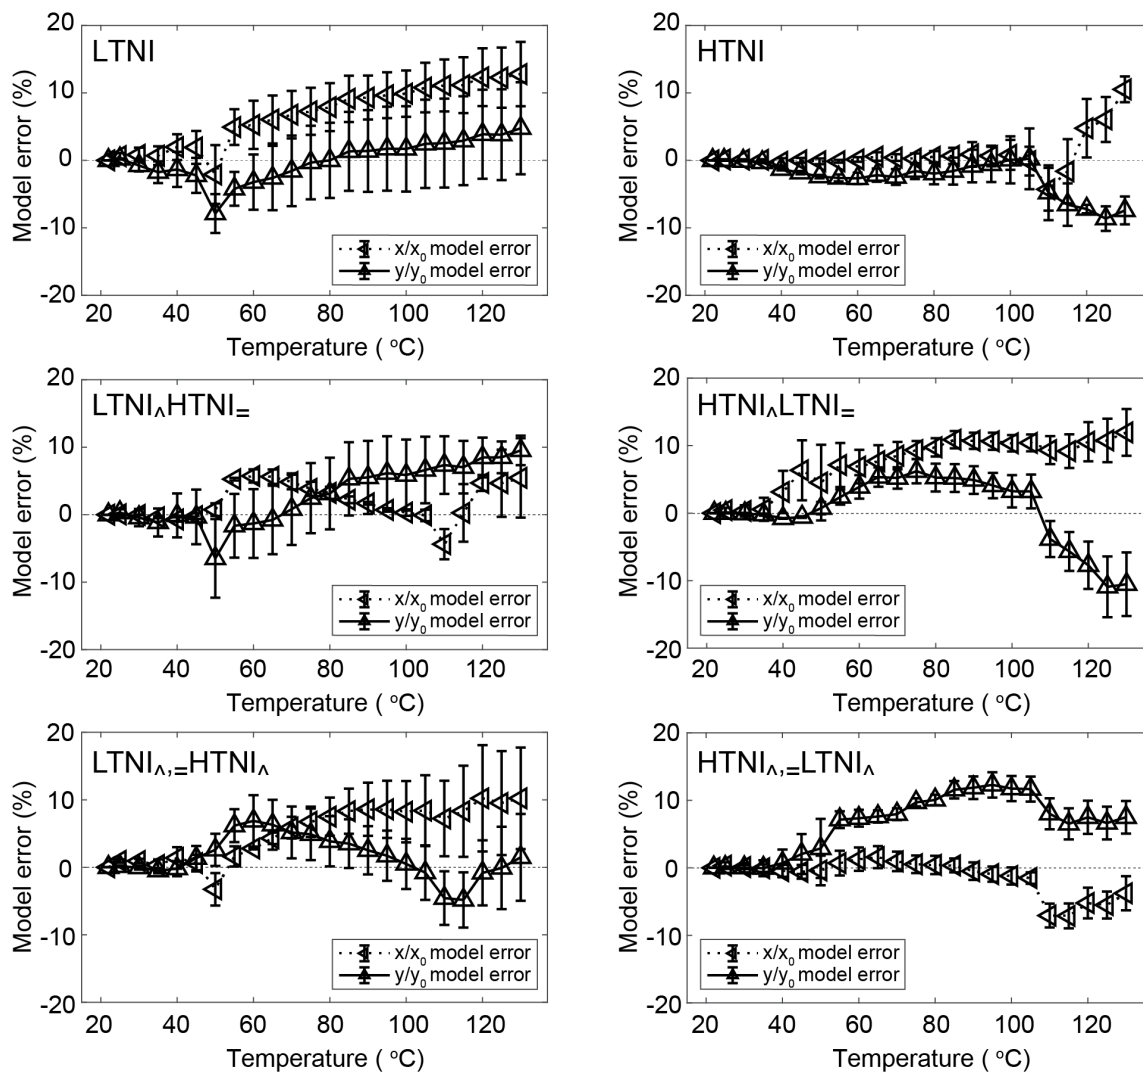 LTNI
Model error (%)
20
10
0
-10
-20
x/x0 model error
y/y0 model error
20 40 60 80 100 120
Temperature ( °C)
HTNI
Model error (%)
20
10
0
-10
-20
x/x0 model error
y/y0 model error
20 40 60 80 100 120
Temperature ( °C)
LTNI^HTNI=
Model error (%)
20
10
0
-10
-20
x/x0 model error
y/y0 model error
20 40 60 80 100 120
Temperature ( °C)
HTNI^LTNI=
Model error (%)
20
10
0
-10
-20
x/x0 model error
y/y0 model error
20 40 60 80 100 120
Temperature ( °C)
LTNI^,=HTNI^
Model error (%)
20
10
0
-10
-20
x/x0 model error
y/y0 model error
20 40 60 80 100 120
Temperature ( °C)
HTNI^,=LTNI^
Model error (%)
20
10
0
-10
-20
x/x0 model error
y/y0 model error
20 40 60 80 100 120
Temperature ( °C)